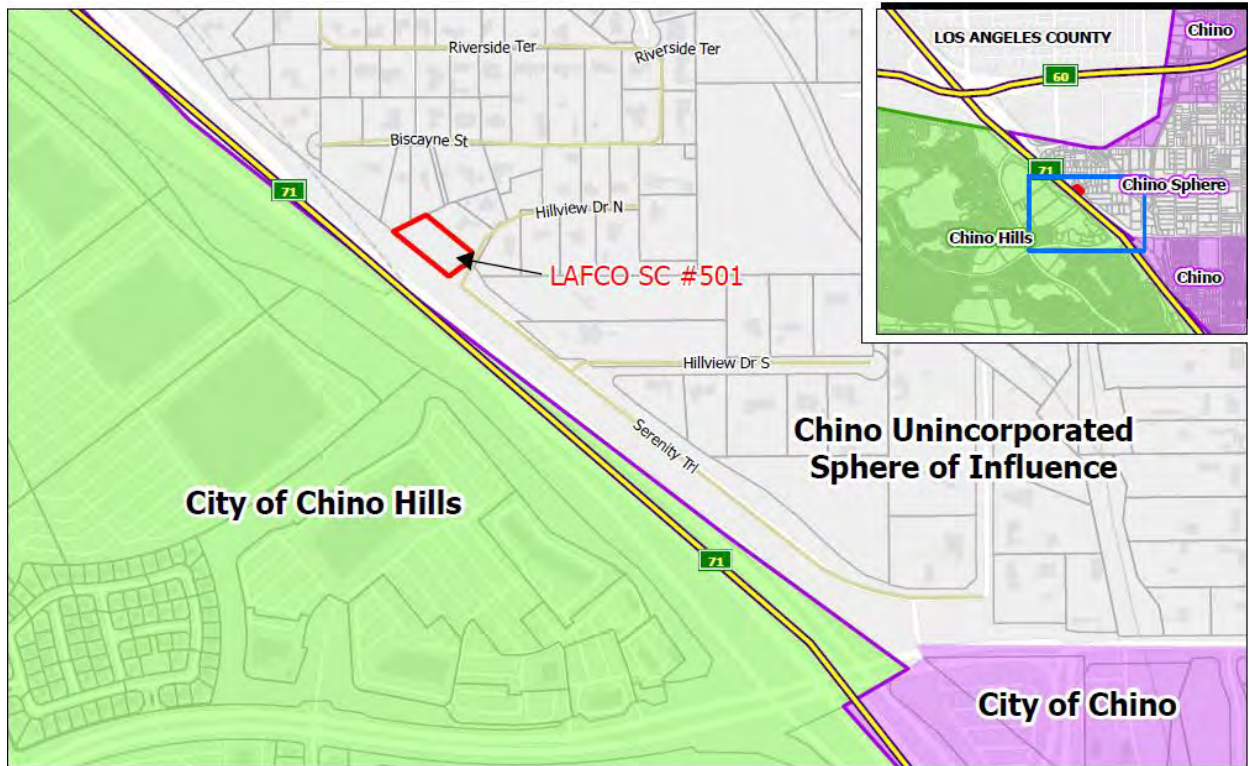 Riverside Ter
Riverside Ter
Biscayne St
71
Hillview Dr N
LAFCO SC #501
Hillview Dr S
Serenity Trl
Chino Unincorporated
Sphere of Influence
City of Chino Hills
71
City of Chino
Chino
LOS ANGELES COUNTY
60
71
Chino Sphere
Chino Hills
Chino